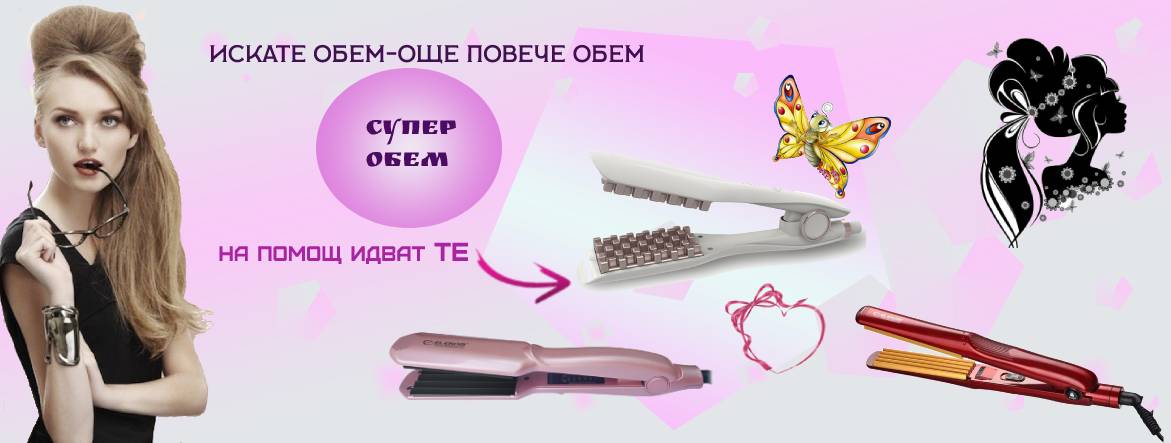 ИСКАТЕ ОБЕМ-ОЩЕ ПОВЕЧЕ ОБЕМ
СУПЕР
ОБЕМ
НА ПОМОЩ ИДВАТ ТЕ